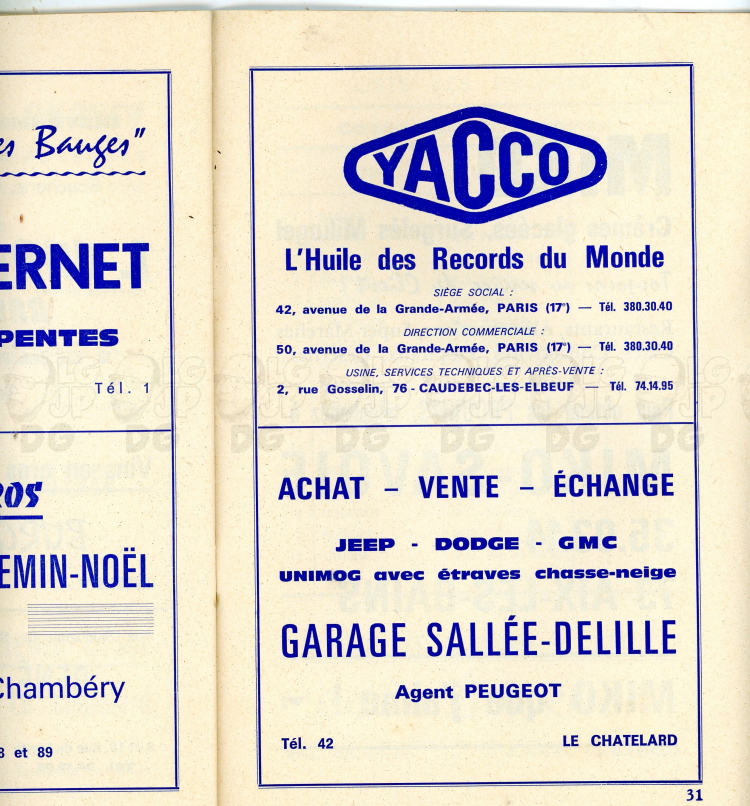 es Bauges"
ERNET
PENTES
Tél. 1
ROS
EMIN-NOËL
Chambéry
8 et 89
YACCO
L'Huile des Records du Monde
SIÈGE SOCIAL :
42, avenue de la Grande-Armée, PARIS (17e) — Tél. 380.30.40
DIRECTION COMMERCIALE :
50, avenue de la Grande-Armée, PARIS (17e) — Tél. 380.30.40
USINE, SERVICES TECHNIQUES ET APRÈS-VENTE :
2, rue Gosselin, 76 - CAUDEBEC-LES-ELBEUF — Tél. 74.14.95
ACHAT – VENTE – ÉCHANGE
JEEP - DODGE - GMC
UNIMOG avec étraves chasse-neige
GARAGE SALLÉE-DELILLE
Agent PEUGEOT
Tél. 42 LE CHATELARD
31